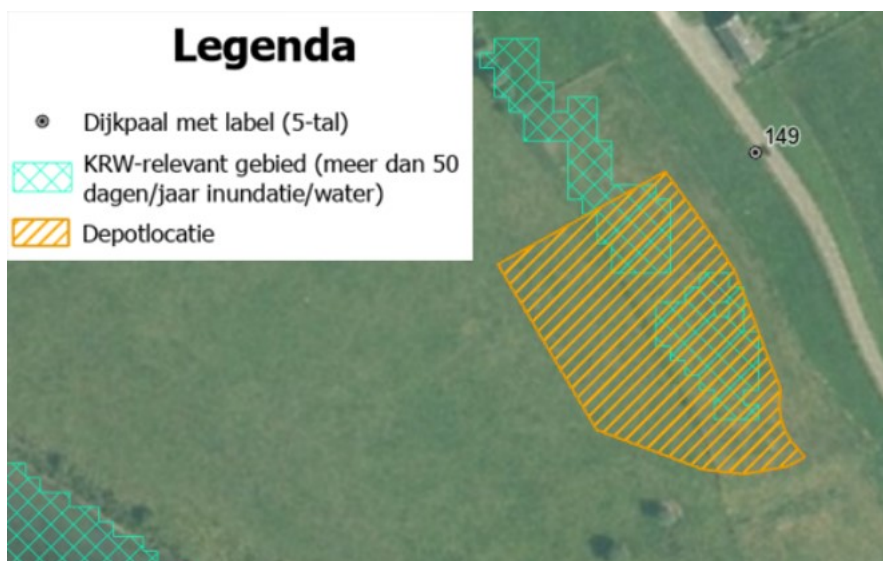 Legenda
Dijkpaal met label (5-tal)
KRW-relevant gebied (meer dan 50
dagen/jaar inundatie/water)
Depotlocatie
149